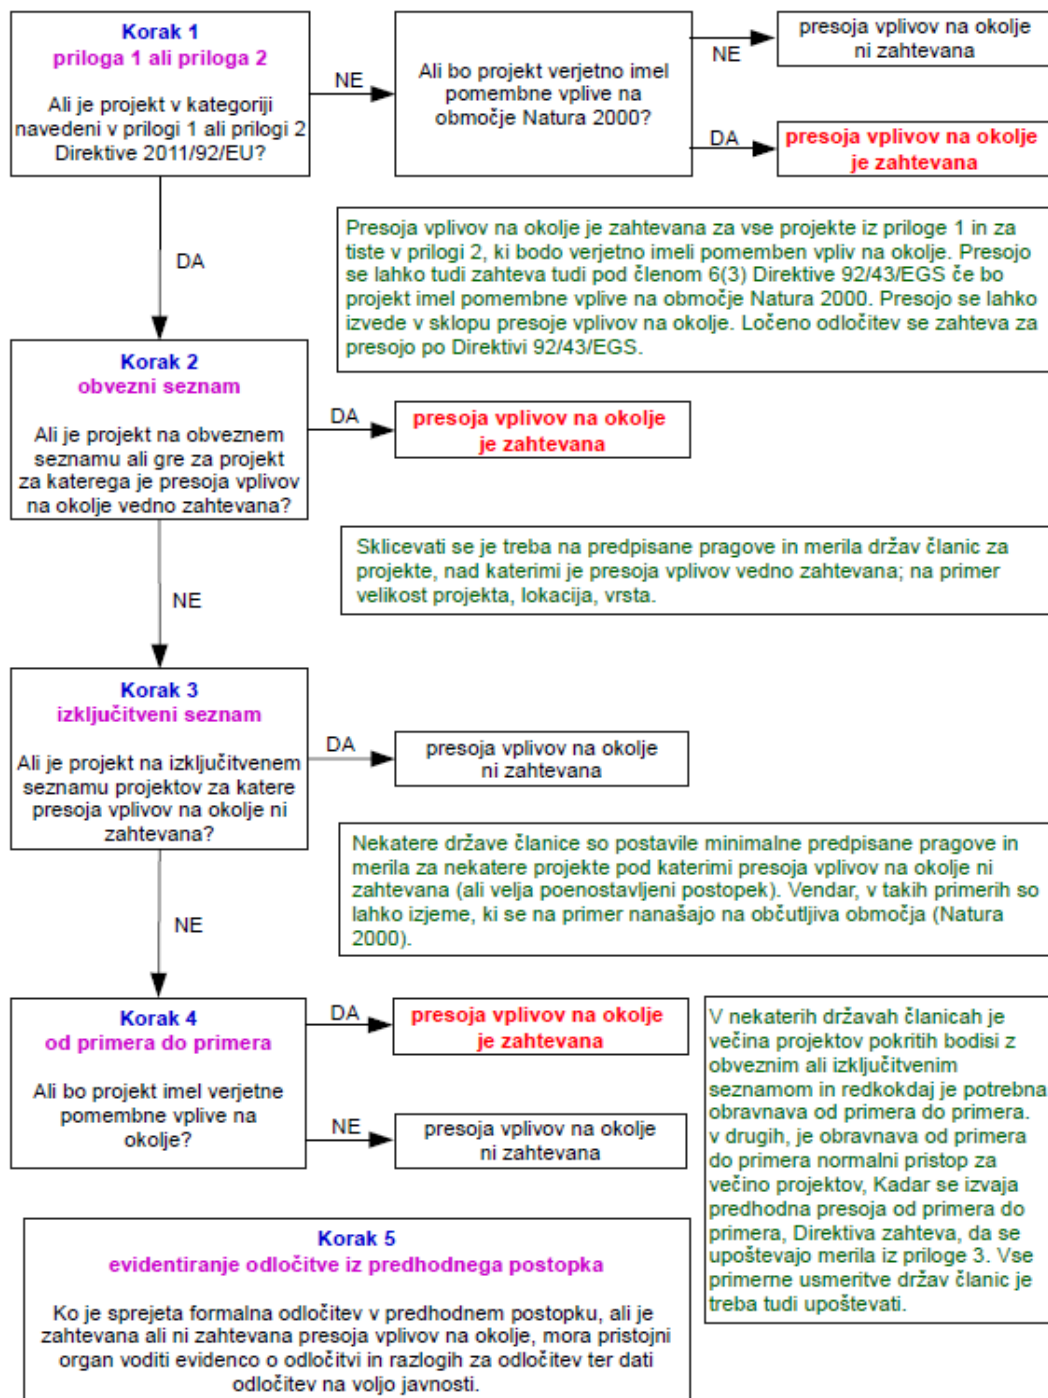 Korak 1
priloga 1 ali priloga 2
Ali je projekt v kategoriji
navedeni v prilogi 1 ali prilogi 2
Direktive 2011/92/EU?
NE
Ali bo projekt verjetno imel
pomembne vplive na
območje Natura 2000?
NE
presoja vplivov na okolje
ni zahtevana
DA
presoja vplivov na okolje
je zahtevana
DA
Presoja vplivov na okolje je zahtevana za vse projekte iz priloge 1 in za
tiste v prilogi 2, ki bodo verjetno imeli pomemben vpliv na okolje. Presojo
se lahko tudi zahteva tudi pod členom 6(3) Direktive 92/43/EGS če bo
projekt imel pomembne vplive na območje Natura 2000. Presojo se lahko
izvede v sklopu presoje vplivov na okolje. Ločeno odločitev se zahteva za
presojo po Direktivi 92/43/EGS.
Korak 2
obvezni seznam
Ali je projekt na obveznem
seznamu ali gre za projekt
za katerega je presoja vplivov
na okolje vedno zahtevana?
DA
presoja vplivov na okolje
je zahtevana
NE
Sklicevati se je treba na predpisane pragove in merila držav članic za
projekte, nad katerimi je presoja vplivov vedno zahtevana; na primer
velikost projekta, lokacija, vrsta.
Korak 3
izključitveni seznam
Ali je projekt na izključitvenem
seznamu projektov za katere
presoja vplivov na okolje ni
zahtevana?
DA
presoja vplivov na okolje
ni zahtevana
NE
Nekatere države članice so postavile minimalne predpisane pragove in
merila za nekatere projekte pod katerimi presoja vplivov na okolje ni
zahtevana (ali velja poenostavljeni postopek). Vendar, v takih primerih so
lahko izjeme, ki se na primer nanašajo na občutljiva območja (Natura
2000).
Korak 4
od primera do primera
Ali bo projekt imel verjetne
pomembne vplive na
okolje?
DA
presoja vplivov na okolje
je zahtevana
NE
presoja vplivov na okolje
ni zahtevana
V nekaterih državah članicah je
večina projektov pokritih bodisi z
obveznim ali izključitvenim
seznamom in redkokdaj je potrebna
obravnava od primera do primera.
v drugih, je obravnava od primera
do primera normalni pristop za
večino projektov, Kadar se izvaja
predhodna presoja od primera do
primera, Direktiva zahteva, da se
upoštevajo merila iz priloge 3. Vse
primerne usmeritve držav članic je
treba tudi upoštevati.
Korak 5
evidentiranje odločitve iz predhodnega postopka
Ko je sprejeta formalna odločitev v predhodnem postopku, ali je
zahtevana ali ni zahtevana presoja vplivov na okolje, mora pristojni
organ voditi evidenco o odločitvi in razlogih za odločitev ter dati
odločitev na voljo javnosti.